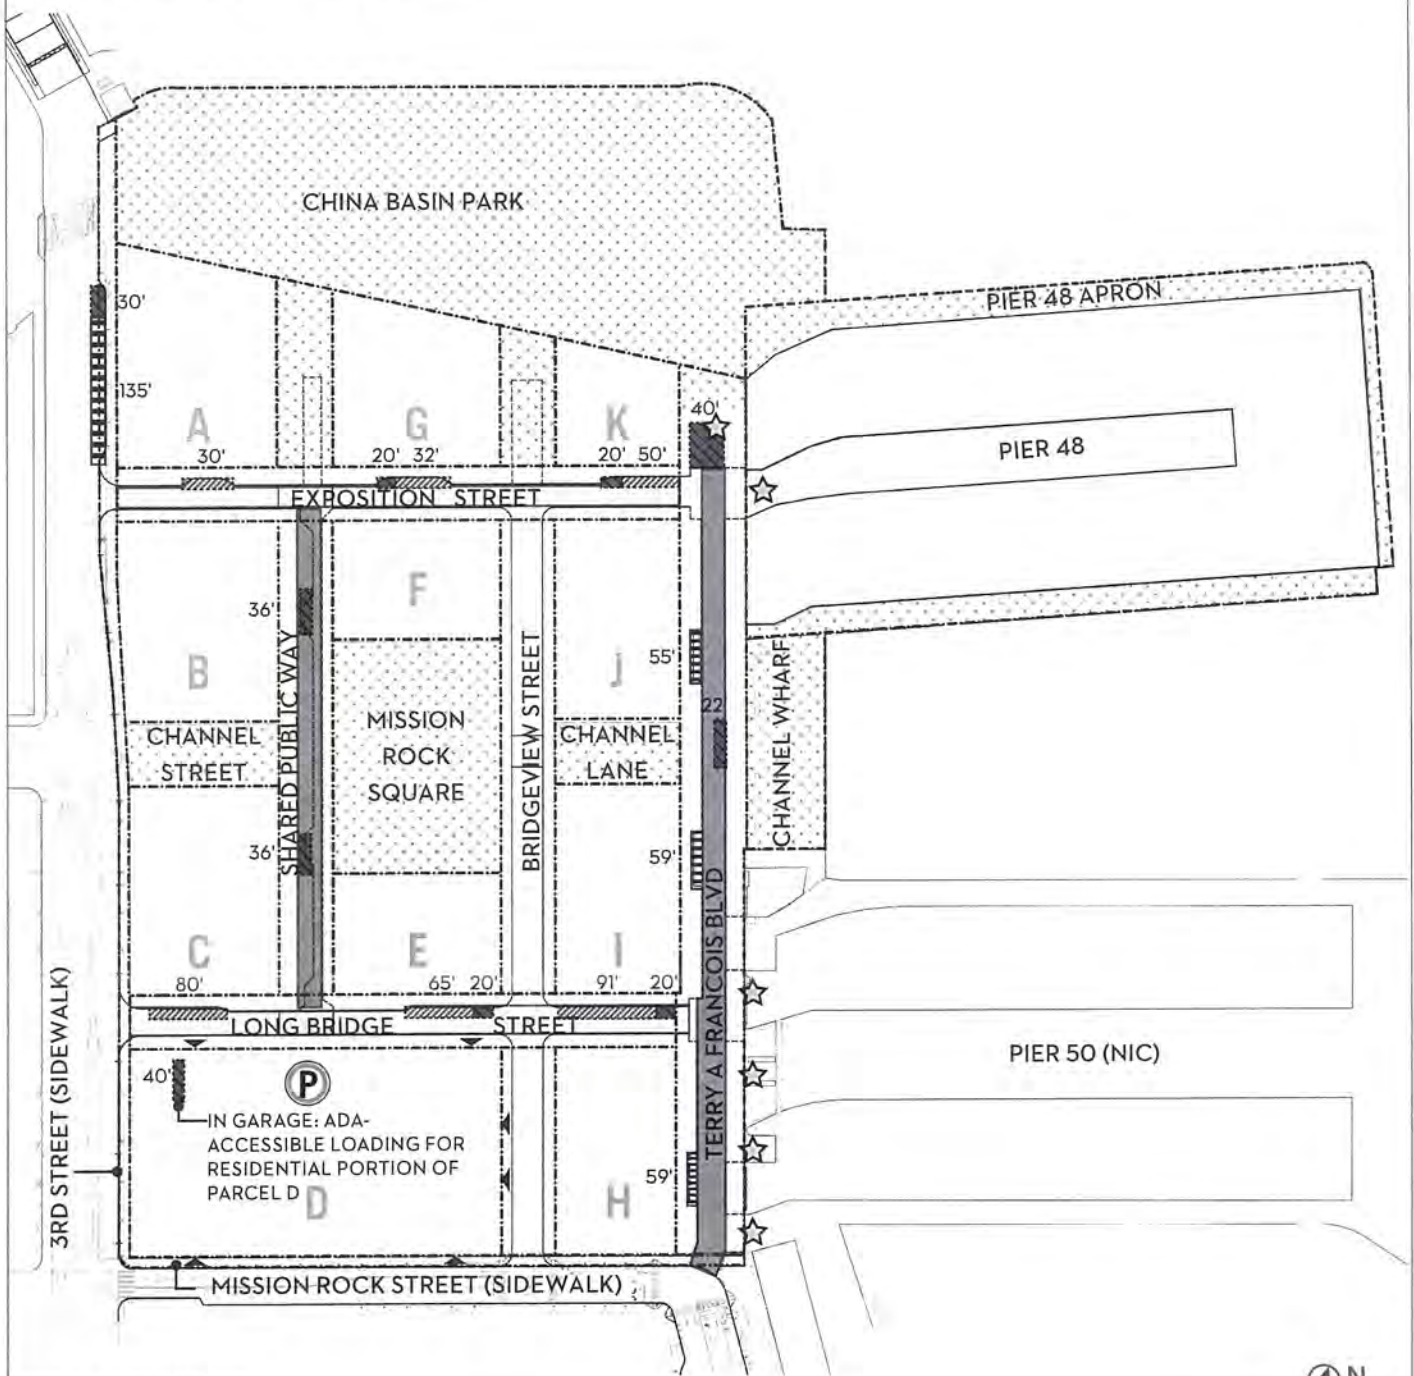 CHINA BASIN PARK
PIER 48 APRON
30'
135'
40'
A
G
K
PIER 48
30'
20' 32'
20' 50'
EXPOSITION STREET
F
36'
B
J
55'
SHARED PUBLIC WAY
BRIDGEVIEW STREET
CHANNEL WHARF
22
MISSION
ROCK
SQUARE
CHANNEL
STREET
CHANNEL
LANE
36'
59'
TERRY A FRANCOIS BLVD
C
E
I
80'
65' 20'
91' 20'
LONG BRIDGE STREET
3RD STREET (SIDEWALK)
PIER 50 (NIC)
40'
P
IN GARAGE: ADA-
ACCESSIBLE LOADING FOR
RESIDENTIAL PORTION OF
PARCEL D
D
H
59'
MISSION ROCK STREET (SIDEWALK)
N